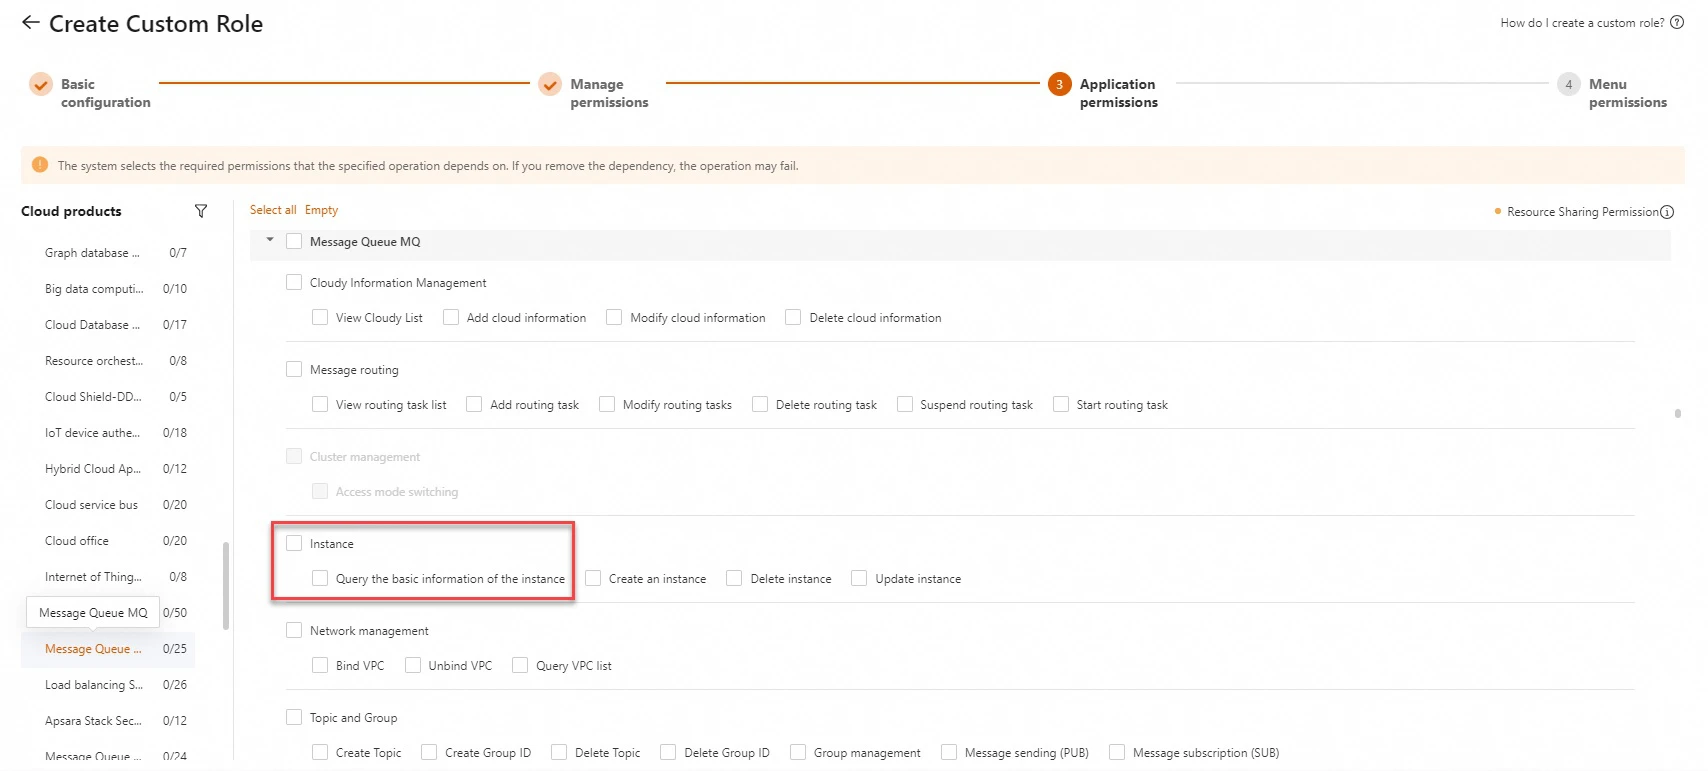 Create Custom Role
How do I create a custom role?
Basic
configuration
Manage
permissions
3
Application
permissions
4
Menu
permissions
The system selects the required permissions that the specified operation depends on. If you remove the dependency, the operation may fail.
Cloud products
Select all Empty
Resource Sharing Permission
Graph database ... 0/7
Big data computi... 0/10
Cloud Database ... 0/17
Resource orchest... 0/8
Cloud Shield-DD... 0/5
IoT device authe... 0/18
Hybrid Cloud Ap... 0/12
Cloud service bus 0/20
Cloud office 0/20
Internet of Thing... 0/8
Message Queue MQ 0/50
Message Queue ... 0/25
Load balancing S... 0/26
Apsara Stack Sec... 0/12
Message Queue ... 0/24
Message Queue MQ
Cloudy Information Management
View Cloudy List Add cloud information Modify cloud information Delete cloud information
Message routing
View routing task list Add routing task Modify routing tasks Delete routing task Suspend routing task Start routing task
Cluster management
Access mode switching
Instance
Query the basic information of the instance Create an instance Delete instance Update instance
Network management
Bind VPC Unbind VPC Query VPC list
Topic and Group
Create Topic Create Group ID Delete Topic Delete Group ID Group management Message sending (PUB) Message subscription (SUB)